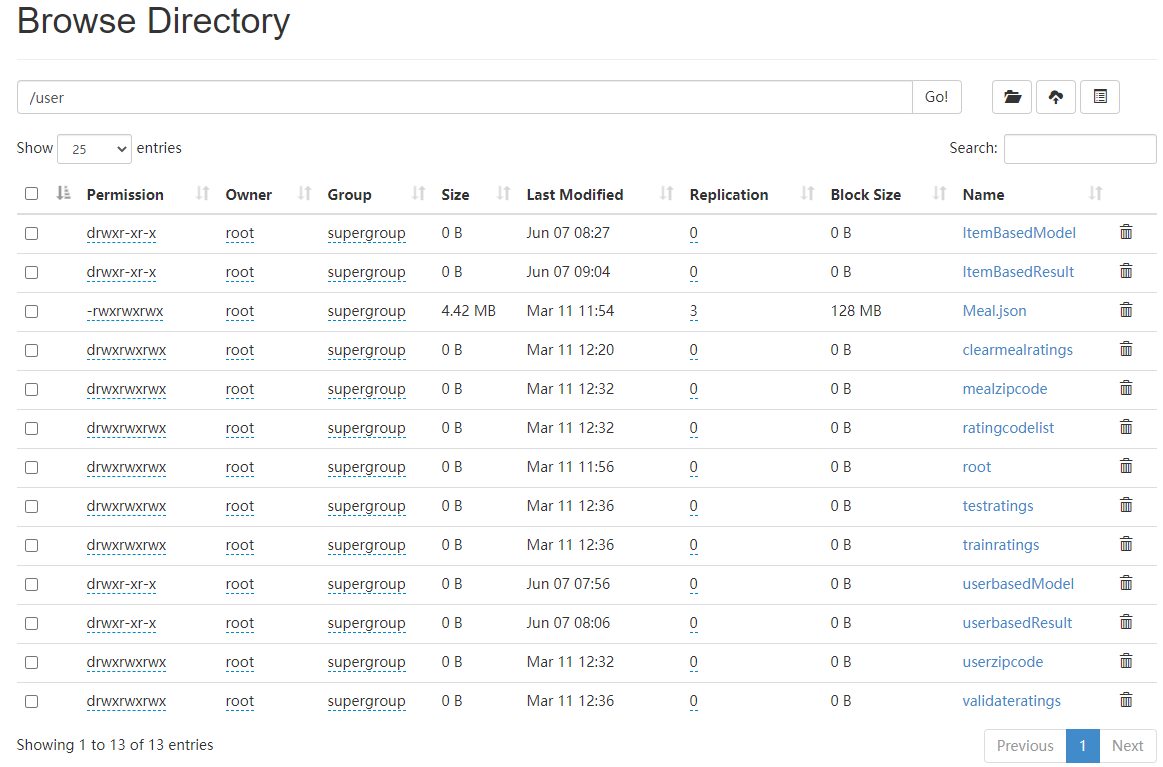 Browse Directory
/user Go!
Show 25 entries Search:
Permission Owner Group Size Last Modified Replication Block Size Name
drwxr-xr-x root supergroup 0 B Jun 07 08:27 0 0 B ItemBasedModel
drwxr-xr-x root supergroup 0 B Jun 07 09:04 0 0 B ItemBasedResult
-rwxrwxrwx root supergroup 4.42 MB Mar 11 11:54 3 128 MB Meal.json
drwxrwxrwx root supergroup 0 B Mar 11 12:20 0 0 B clearmealratings
drwxrwxrwx root supergroup 0 B Mar 11 12:32 0 0 B mealzipcode
drwxrwxrwx root supergroup 0 B Mar 11 12:32 0 0 B ratingcodelist
drwxrwxrwx root supergroup 0 B Mar 11 11:56 0 0 B root
drwxrwxrwx root supergroup 0 B Mar 11 12:36 0 0 B testratings
drwxrwxrwx root supergroup 0 B Mar 11 12:36 0 0 B trainratings
drwxr-xr-x root supergroup 0 B Jun 07 07:56 0 0 B userbasedModel
drwxr-xr-x root supergroup 0 B Jun 07 08:06 0 0 B userbasedResult
drwxrwxrwx root supergroup 0 B Mar 11 12:32 0 0 B userzipcode
drwxrwxrwx root supergroup 0 B Mar 11 12:36 0 0 B validateratings
Showing 1 to 13 of 13 entries Previous 1 Next